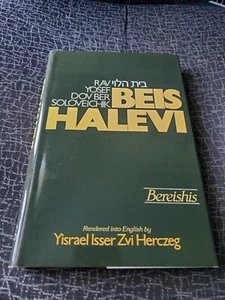 RAV בית הלוי
YOSEF
DOV BER
SOLOVEICHIK
BEIS
HALEVI
Bereishis
Rendered into English by
Yisrael Isser Zvi Herczeg